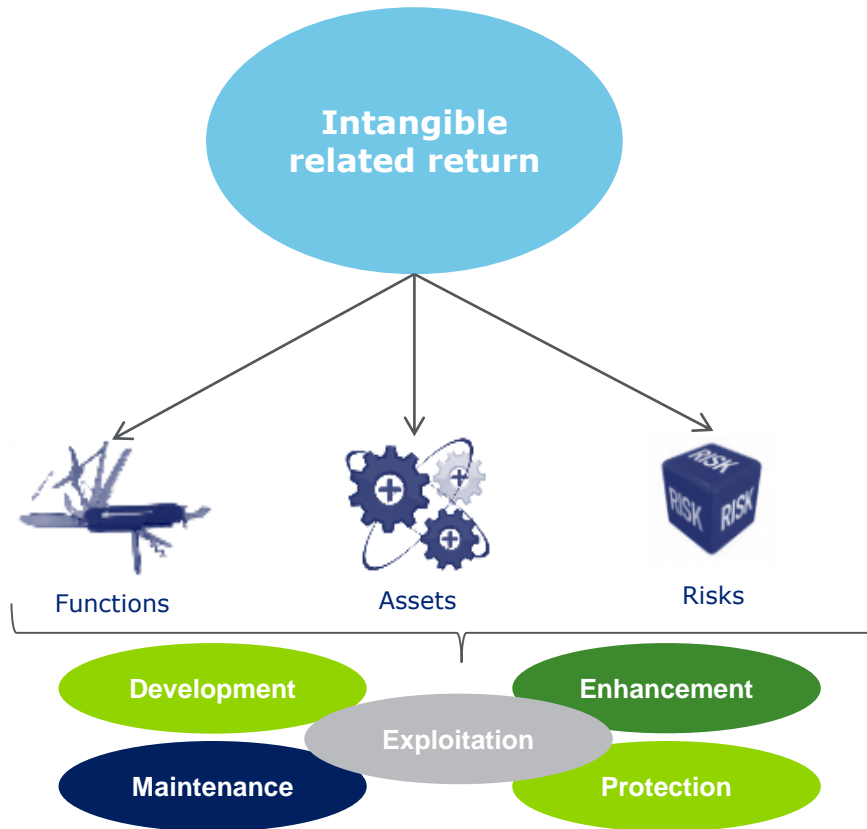 Intangible
related return
RISK
RISK
RISK
Functions
Assets
Risks
Development
Enhancement
Exploitation
Maintenance
Protection